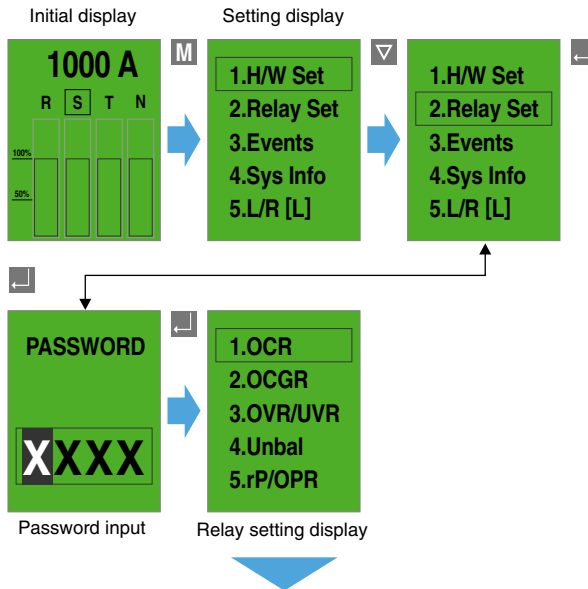 Initial display
Setting display
1000 A
R S T N
100%
50%
M
1.H/W Set
2.Relay Set
3.Events
4.Sys Info
5.L/R [L]
1.H/W Set
2.Relay Set
3.Events
4.Sys Info
5.L/R [L]
PASSWORD
XXXX
Password input
1.OCR
2.OCGR
3.OVR/UVR
4.Unbal
5.rP/OPR
Relay setting display